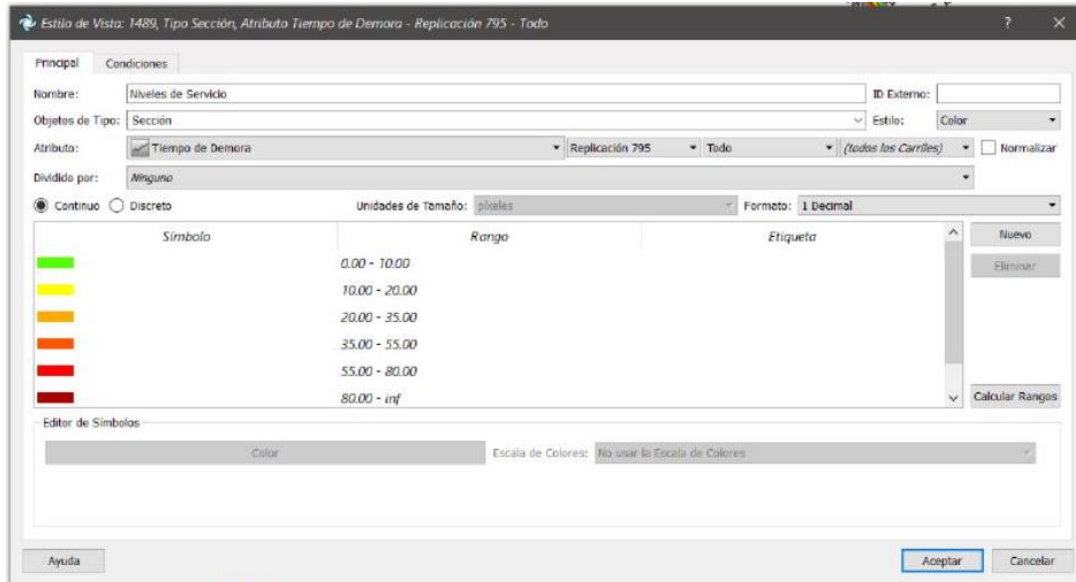 Estilo de Vista: 1489, Tipo Sección, Atributo Tiempo de Demora - Replicación 795 - Todo ? ✕
Principal Condiciones
Nombre: Niveles de Servicio ID Externo:
Objetos de Tipo: Sección Estilo: Color
Atributo: Tiempo de Demora Replicación 795 Todo (todos los Carriles) Normalizar
Dividido por: Ninguno
Continuo Discreto Unidades de Tamaño: píxeles Formato: 1 Decimal
Símbolo Rango Etiqueta Nuevo
0.00 - 10.00 Eliminar
10.00 - 20.00
20.00 - 35.00
35.00 - 55.00
55.00 - 80.00
80.00 - inf Calcular Rangos
Editor de Símbolos
Color Escala de Colores: No usar la Escala de Colores
Ayuda Aceptar Cancelar